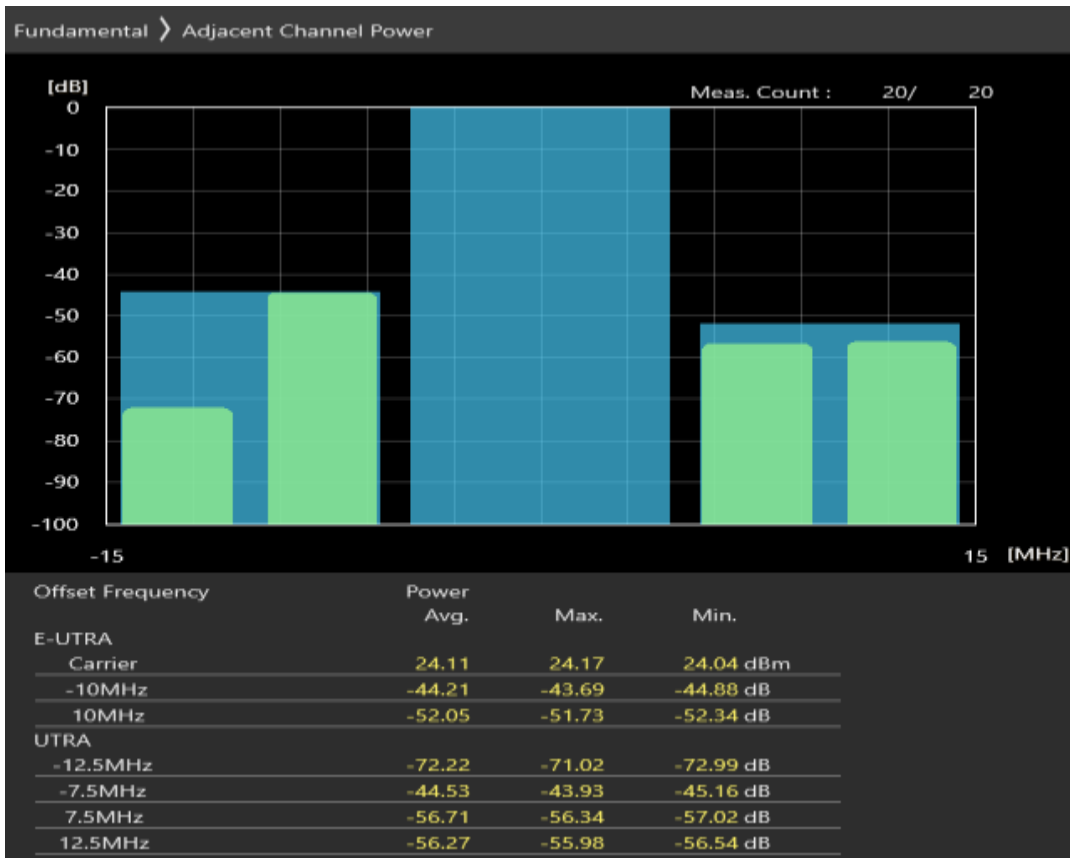 Fundamental ❭ Adjacent Channel Power
[dB]
Meas. Count : 20/ 20
0
-10
-20
-30
-40
-50
-60
-70
-80
-90
-100
-15 15 [MHz]
Offset Frequency Power
Avg. Max. Min.
E-UTRA
Carrier 24.11 24.17 24.04 dBm
-10MHz -44.21 -43.69 -44.88 dB
10MHz -52.05 -51.73 -52.34 dB
UTRA
-12.5MHz -72.22 -71.02 -72.99 dB
-7.5MHz -44.53 -43.93 -45.16 dB
7.5MHz -56.71 -56.34 -57.02 dB
12.5MHz -56.27 -55.98 -56.54 dB